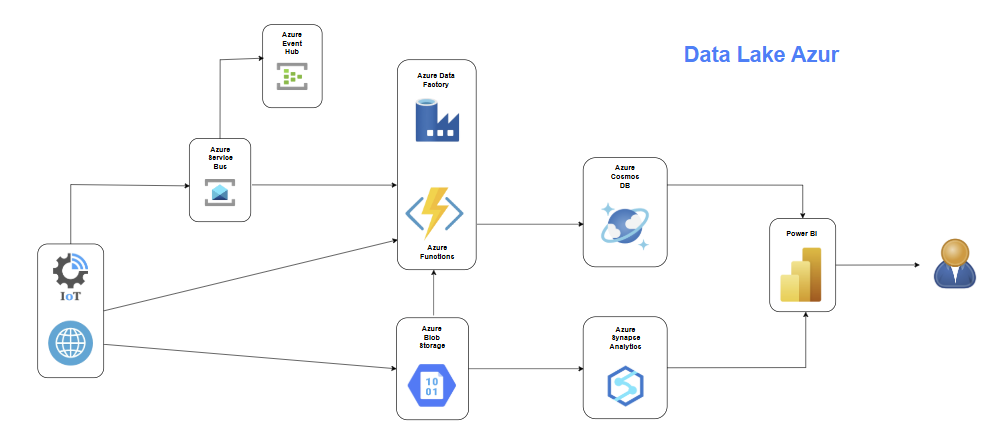 Data Lake Azur
Azure
Event
Hub
Azure Data
Factory
Azure
Service
Bus
Azure
Cosmos
DB
Azure
Functions
Power BI
IoT
Azure
Blob
Storage
10
01
Azure
Synapse
Analytics